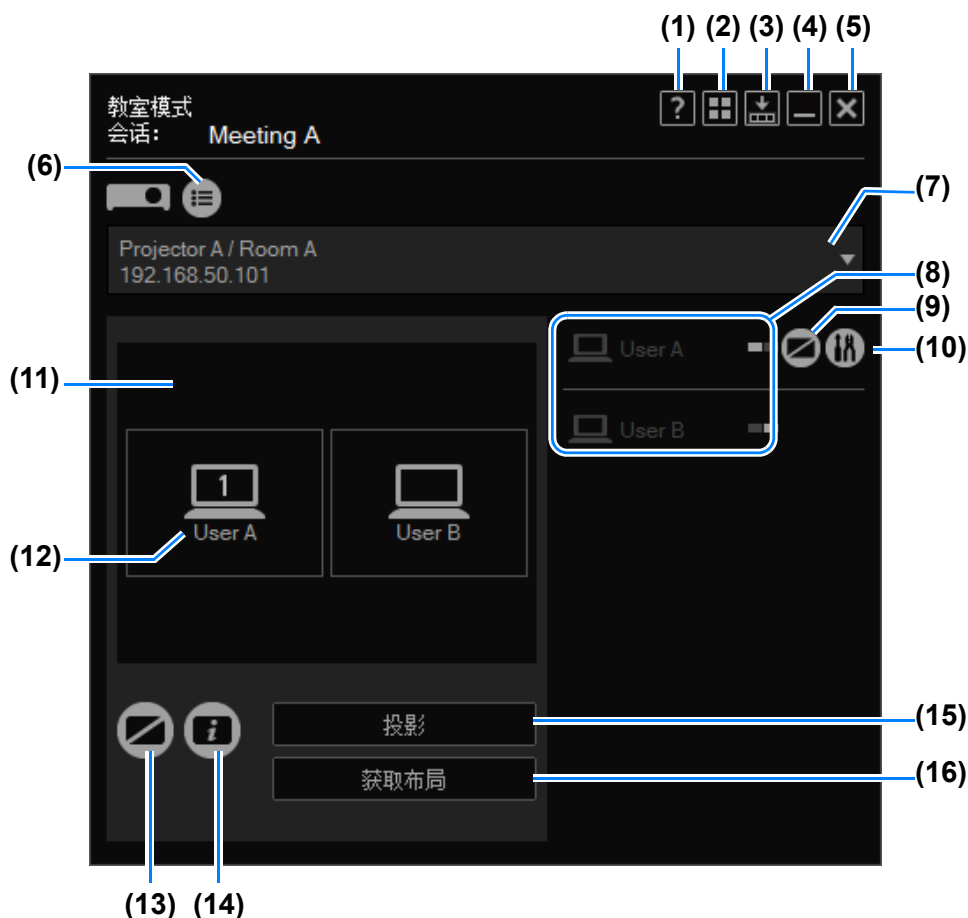 (1) (2) (3) (4) (5)
教室模式
会话： Meeting A
?
(6)
(7)
Projector A / Room A
192.168.50.101
(8)
(9)
User A
(10)
(11)
User B
1
User A User B
(12)
i
投影
(15)
获取布局
(16)
(13) (14)